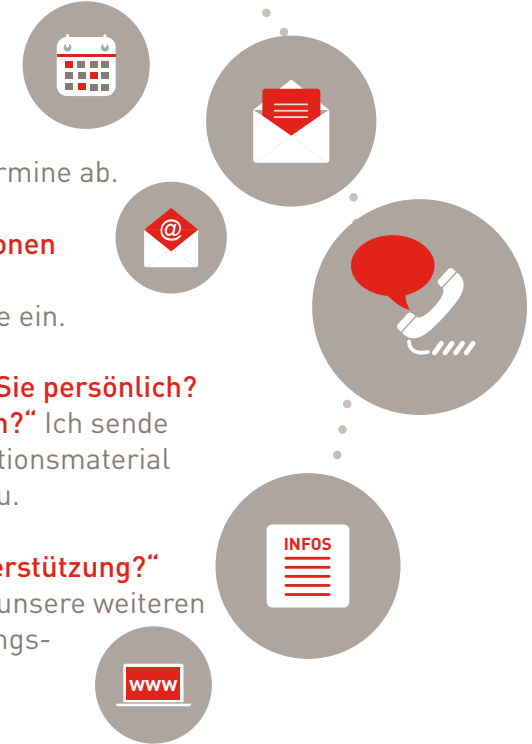 rmine ab.
@
onen
e ein.
Sie persönlich?
n?“ Ich sende
tionsmaterial
u.
INFOS
erstützung?“
unsere weiteren
ngs-
www